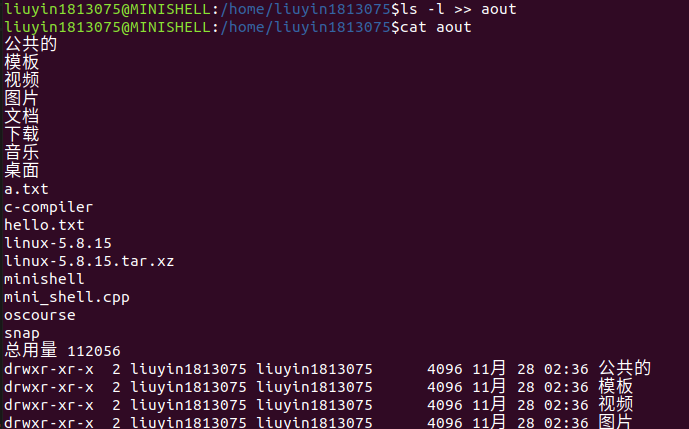 liuyin1813075@MINISHELL:/home/liuyin1813075$ls -l >> aout
liuyin1813075@MINISHELL:/home/liuyin1813075$cat aout
公共的
模板
视频
图片
文档
下载
音乐
桌面
a.txt
c-compiler
hello.txt
linux-5.8.15
linux-5.8.15.tar.xz
minishell
mini_shell.cpp
oscourse
snap
总用量 112056
drwxr-xr-x  2 liuyin1813075 liuyin1813075      4096 11月 28 02:36 公共的
drwxr-xr-x  2 liuyin1813075 liuyin1813075      4096 11月 28 02:36 模板
drwxr-xr-x  2 liuyin1813075 liuyin1813075      4096 11月 28 02:36 视频
drwxr-xr-x  2 liuyin1813075 liuyin1813075      4096 11月 28 02:36 图片